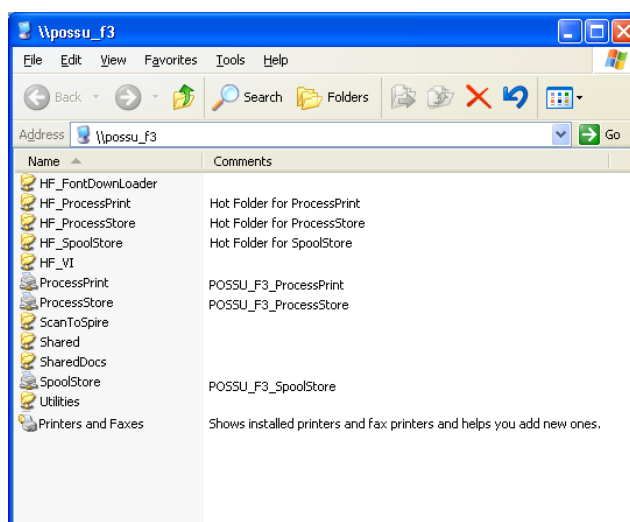 \\possu_f3
File Edit View Favorites Tools Help
Back Search Folders
Address \\possu_f3 Go
Name Comments
HF_FontDownLoader
HF_ProcessPrint Hot Folder for ProcessPrint
HF_ProcessStore Hot Folder for ProcessStore
HF_SpoolStore Hot Folder for SpoolStore
HF_VI
ProcessPrint POSSU_F3_ProcessPrint
ProcessStore POSSU_F3_ProcessStore
ScanToSpire
Shared
SharedDocs
SpoolStore POSSU_F3_SpoolStore
Utilities
Printers and Faxes Shows installed printers and fax printers and helps you add new ones.